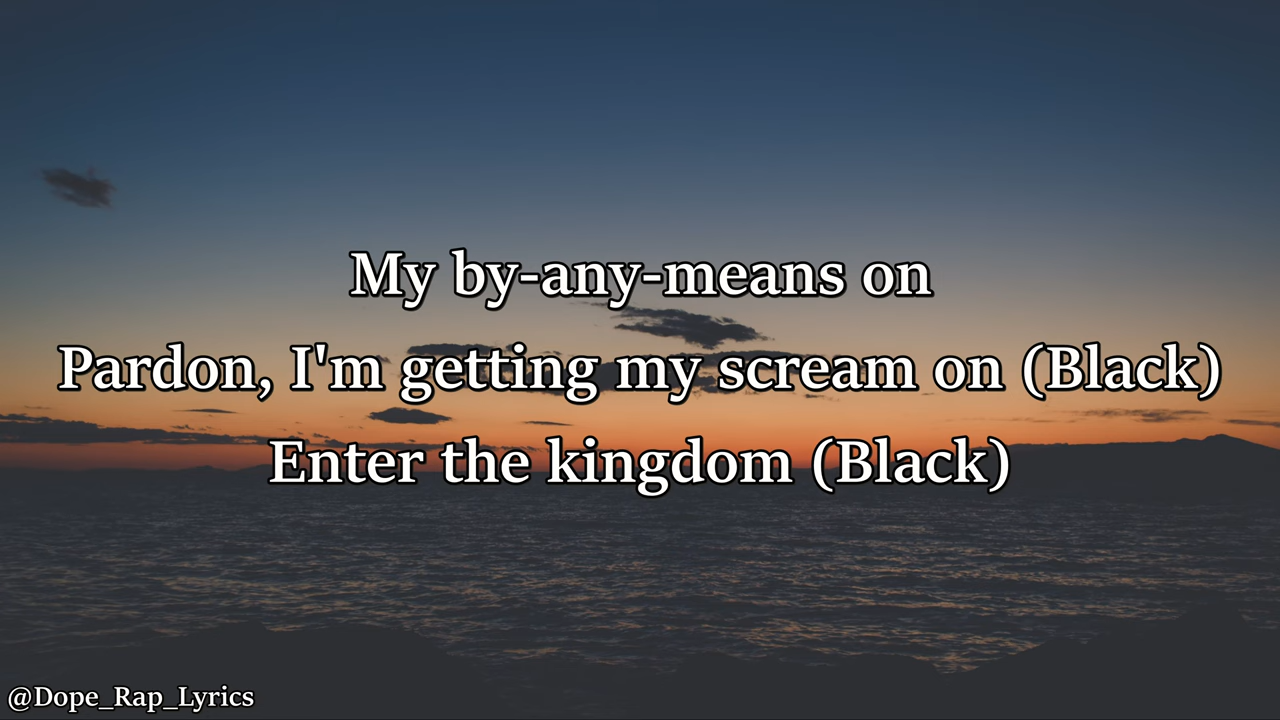 My by-any-means on
Pardon, I'm getting my scream on (Black)
Enter the kingdom (Black)
@Dope_Rap_Lyrics